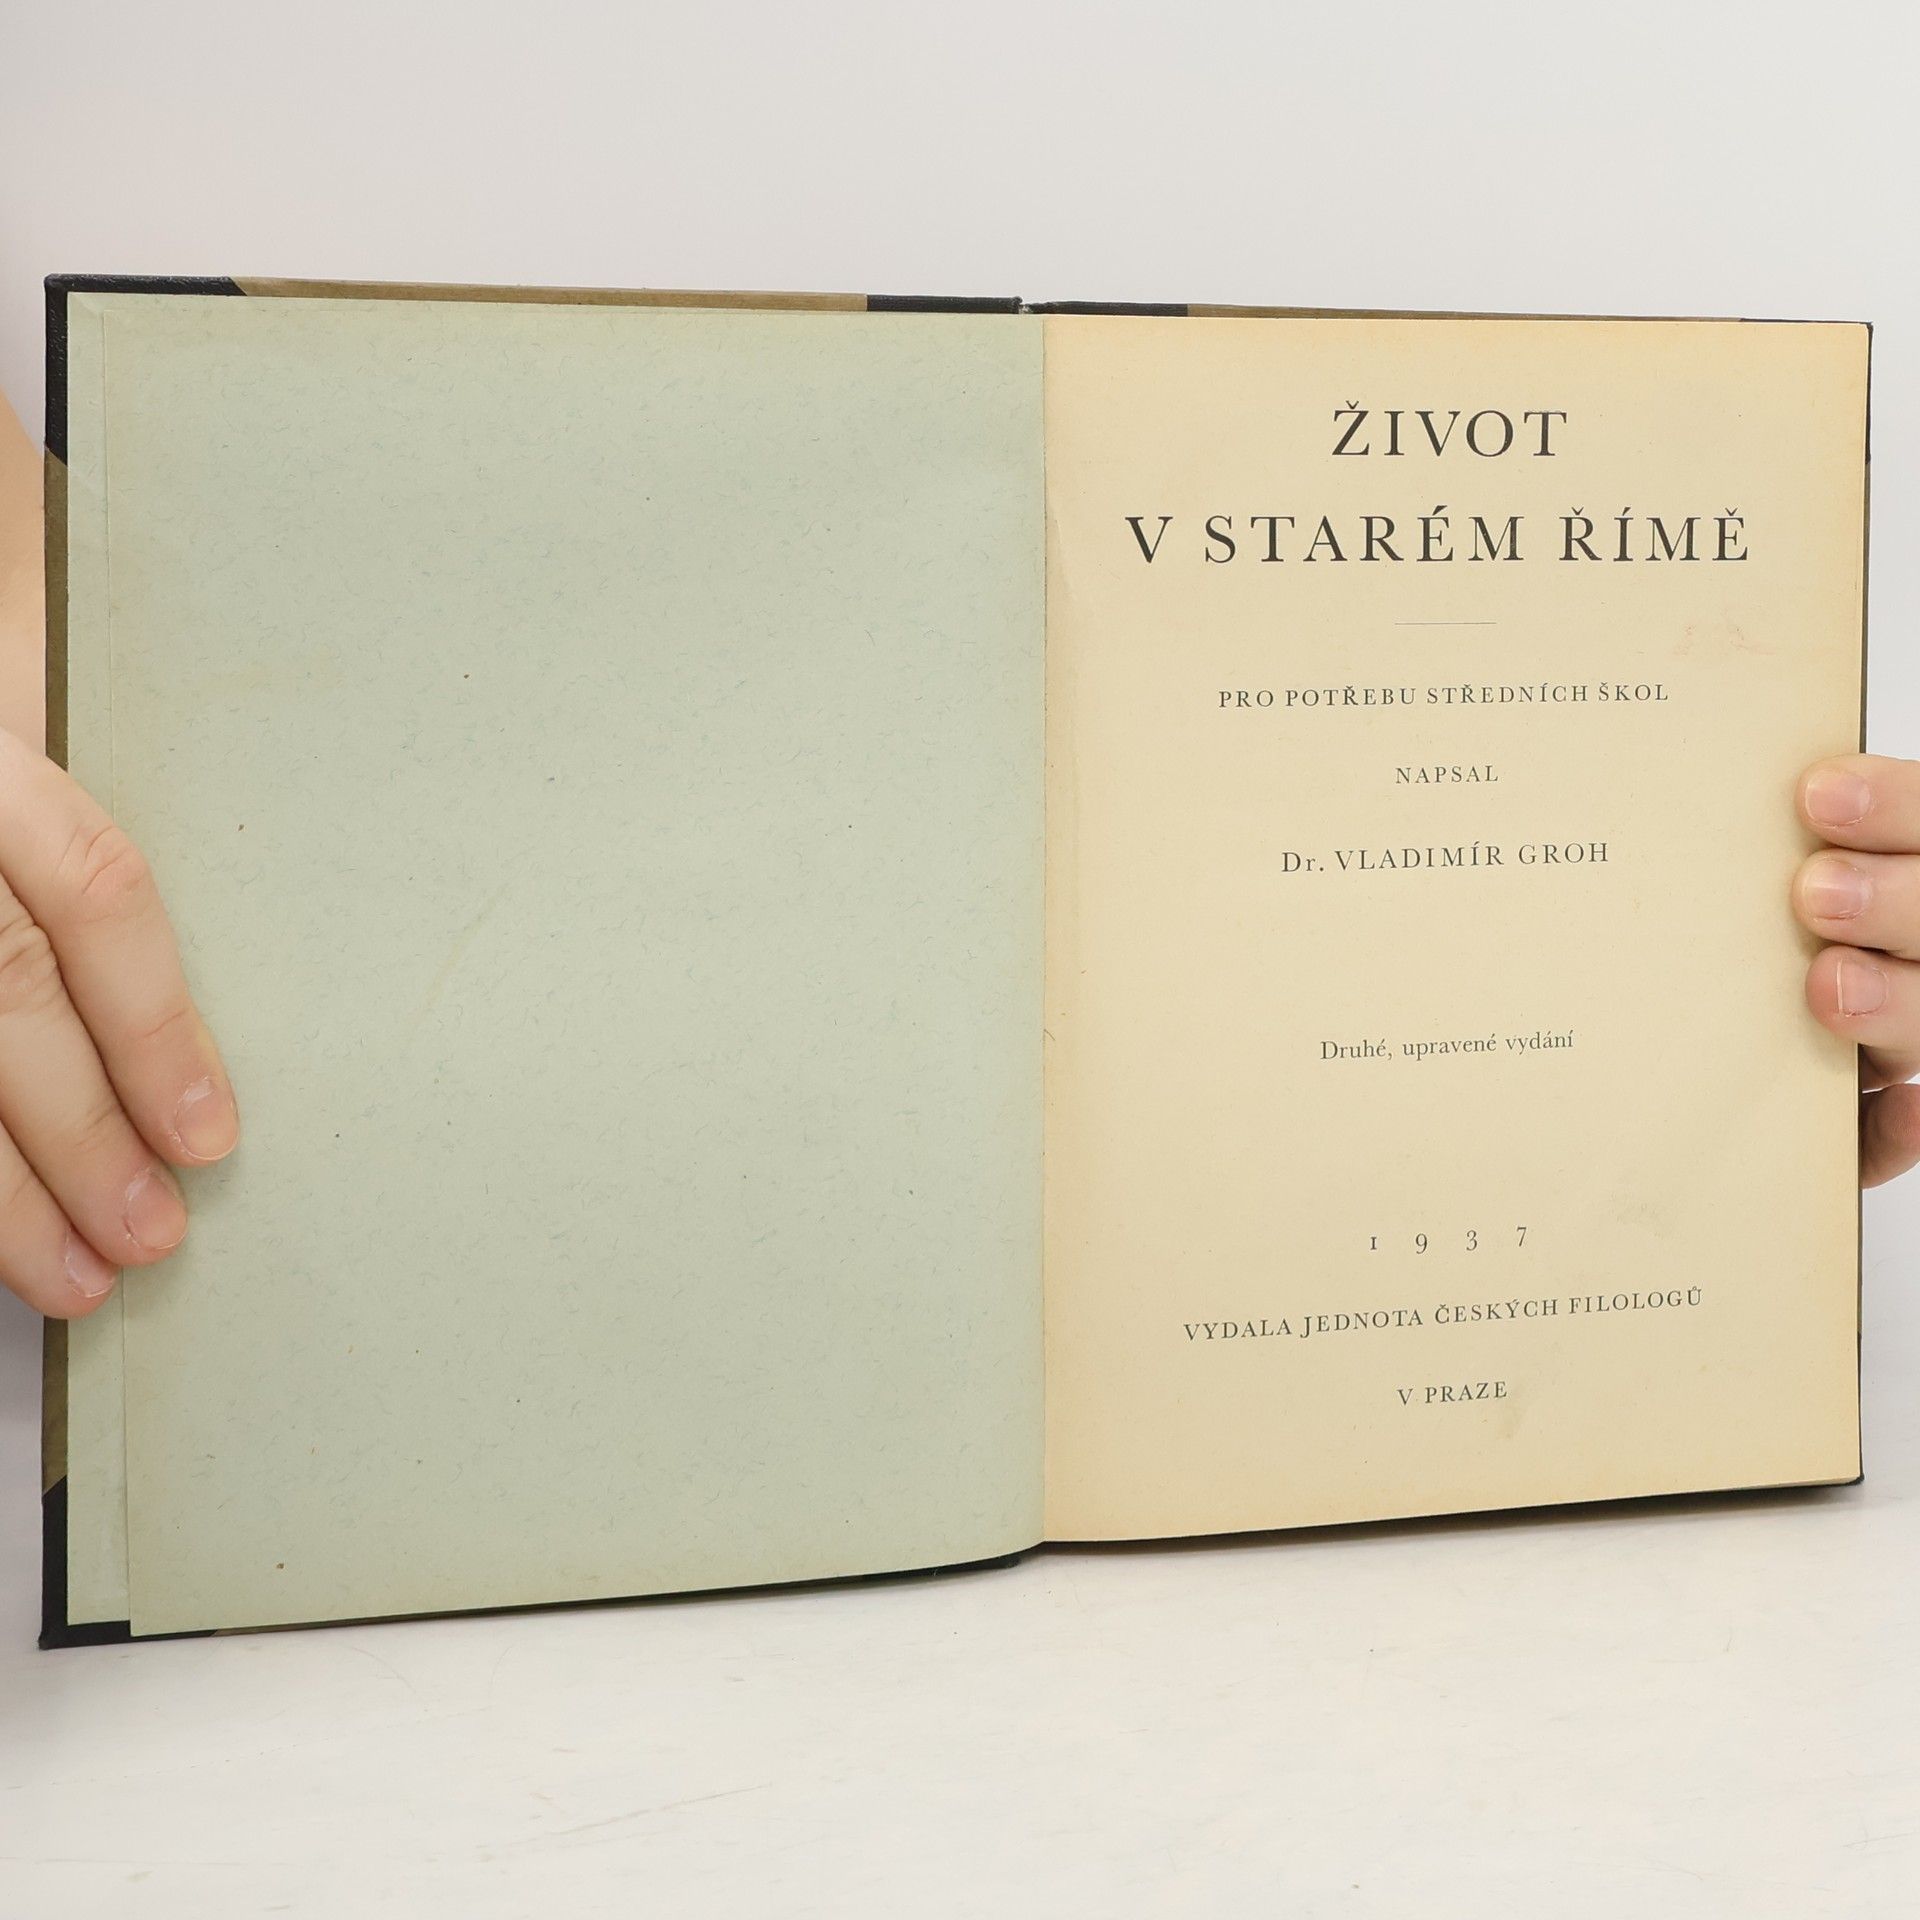 ŽIVOT
V STARÉM ŘÍMĚ
PRO POTŘEBU STŘEDNÍCH ŠKOL
NAPSAL
Dr. VLADIMÍR GROH
Druhé, upravené vydání
1 9 3 7
VYDALA JEDNOTA ČESKÝCH FILOLOGŮ
V PRAZE